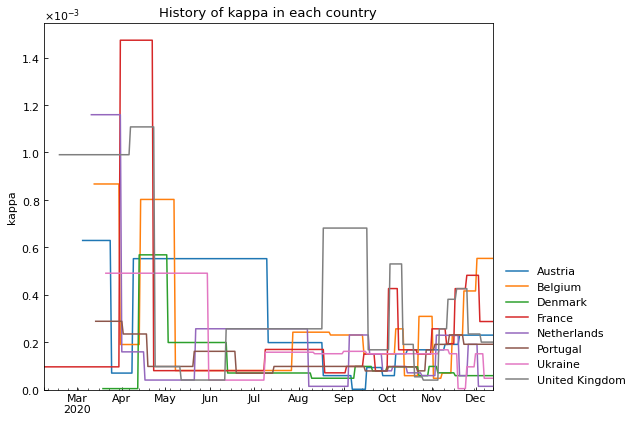 History of kappa in each country
×10⁻³
1.4
1.2
1.0
0.8
0.6
0.4
0.2
0.0
kappa
Mar Apr May Jun Jul Aug Sep Oct Nov Dec
2020
Austria
Belgium
Denmark
France
Netherlands
Portugal
Ukraine
United Kingdom